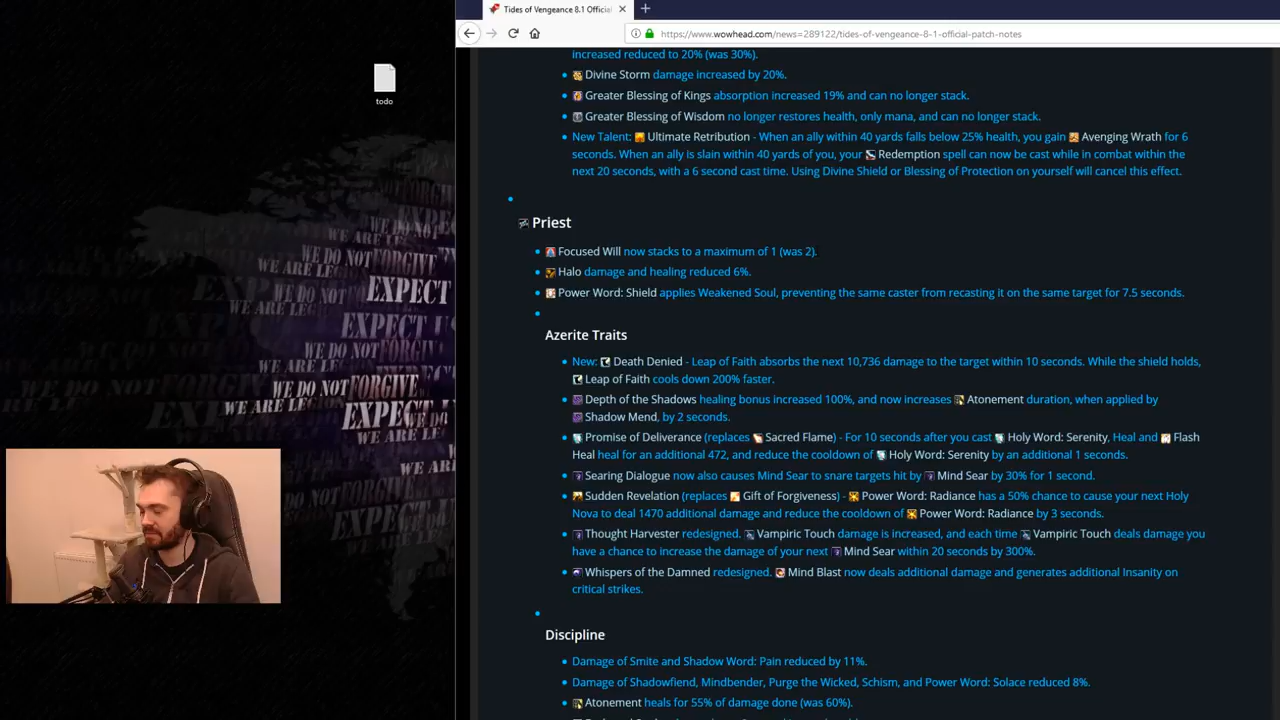 Tides of Vengeance 8.1 Officia
https://www.wowhead.com/news=289122/tides-of-vengeance-8-1-official-patch-notes
todo
increased reduced to 20% (was 30%).
Divine Storm damage increased by 20%.
Greater Blessing of Kings absorption increased 19% and can no longer stack.
Greater Blessing of Wisdom no longer restores health, only mana, and can no longer stack.
New Talent: Ultimate Retribution - When an ally within 40 yards falls below 25% health, you gain Avenging Wrath for 6
seconds. When an ally is slain within 40 yards of you, your Redemption spell can now be cast while in combat within the
next 20 seconds, with a 6 second cast time. Using Divine Shield or Blessing of Protection on yourself will cancel this effect.
Priest
Focused Will now stacks to a maximum of 1 (was 2).
Halo damage and healing reduced 6%.
Power Word: Shield applies Weakened Soul, preventing the same caster from recasting it on the same target for 7.5 seconds.
Azerite Traits
New: Death Denied - Leap of Faith absorbs the next 10,736 damage to the target within 10 seconds. While the shield holds,
Leap of Faith cools down 200% faster.
Depth of the Shadows healing bonus increased 100%, and now increases Atonement duration, when applied by
Shadow Mend, by 2 seconds.
Promise of Deliverance (replaces Sacred Flame) - For 10 seconds after you cast Holy Word: Serenity, Heal and Flash
Heal heal for an additional 472, and reduce the cooldown of Holy Word: Serenity by an additional 1 seconds.
Searing Dialogue now also causes Mind Sear to snare targets hit by Mind Sear by 30% for 1 second.
Sudden Revelation (replaces Gift of Forgiveness) - Power Word: Radiance has a 50% chance to cause your next Holy
Nova to deal 1470 additional damage and reduce the cooldown of Power Word: Radiance by 3 seconds.
Thought Harvester redesigned. Vampiric Touch damage is increased, and each time Vampiric Touch deals damage you
have a chance to increase the damage of your next Mind Sear within 20 seconds by 300%.
Whispers of the Damned redesigned. Mind Blast now deals additional damage and generates additional Insanity on
critical strikes.
Discipline
Damage of Smite and Shadow Word: Pain reduced by 11%.
Damage of Shadowfiend, Mindbender, Purge the Wicked, Schism, and Power Word: Solace reduced 8%.
Atonement heals for 55% of damage done (was 60%).
WE DO NOT FORGIVE
WE ARE LEG
EXPECT